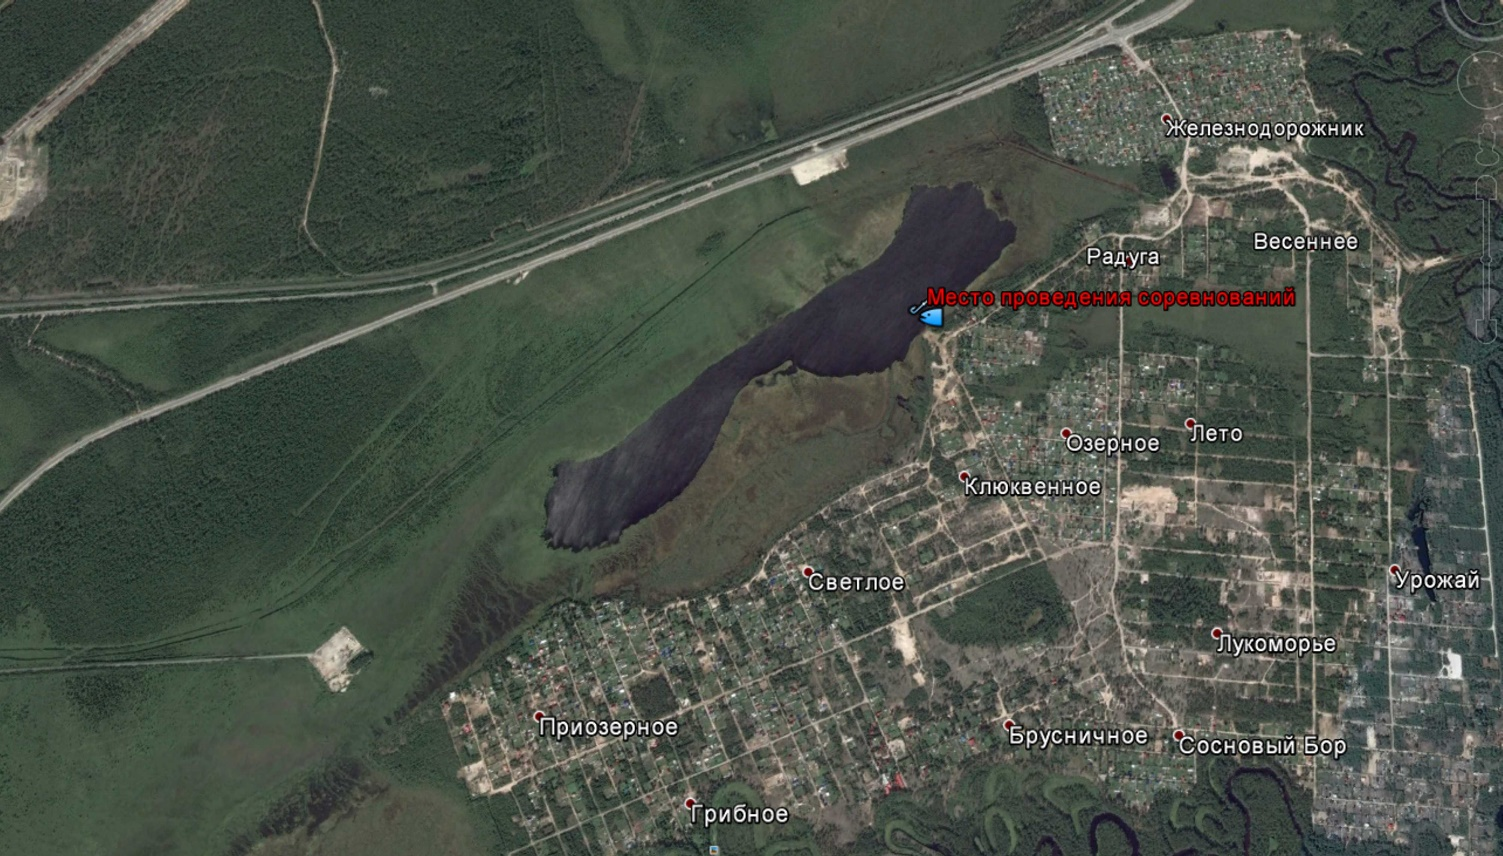 Железнодорожник
Весеннее
Радуга
Место проведения соревнований
Лето
Озерное
Клюквенное
Светлое
Урожай
Лукоморье
Приозерное
Брусничное
Сосновый Бор
Грибное